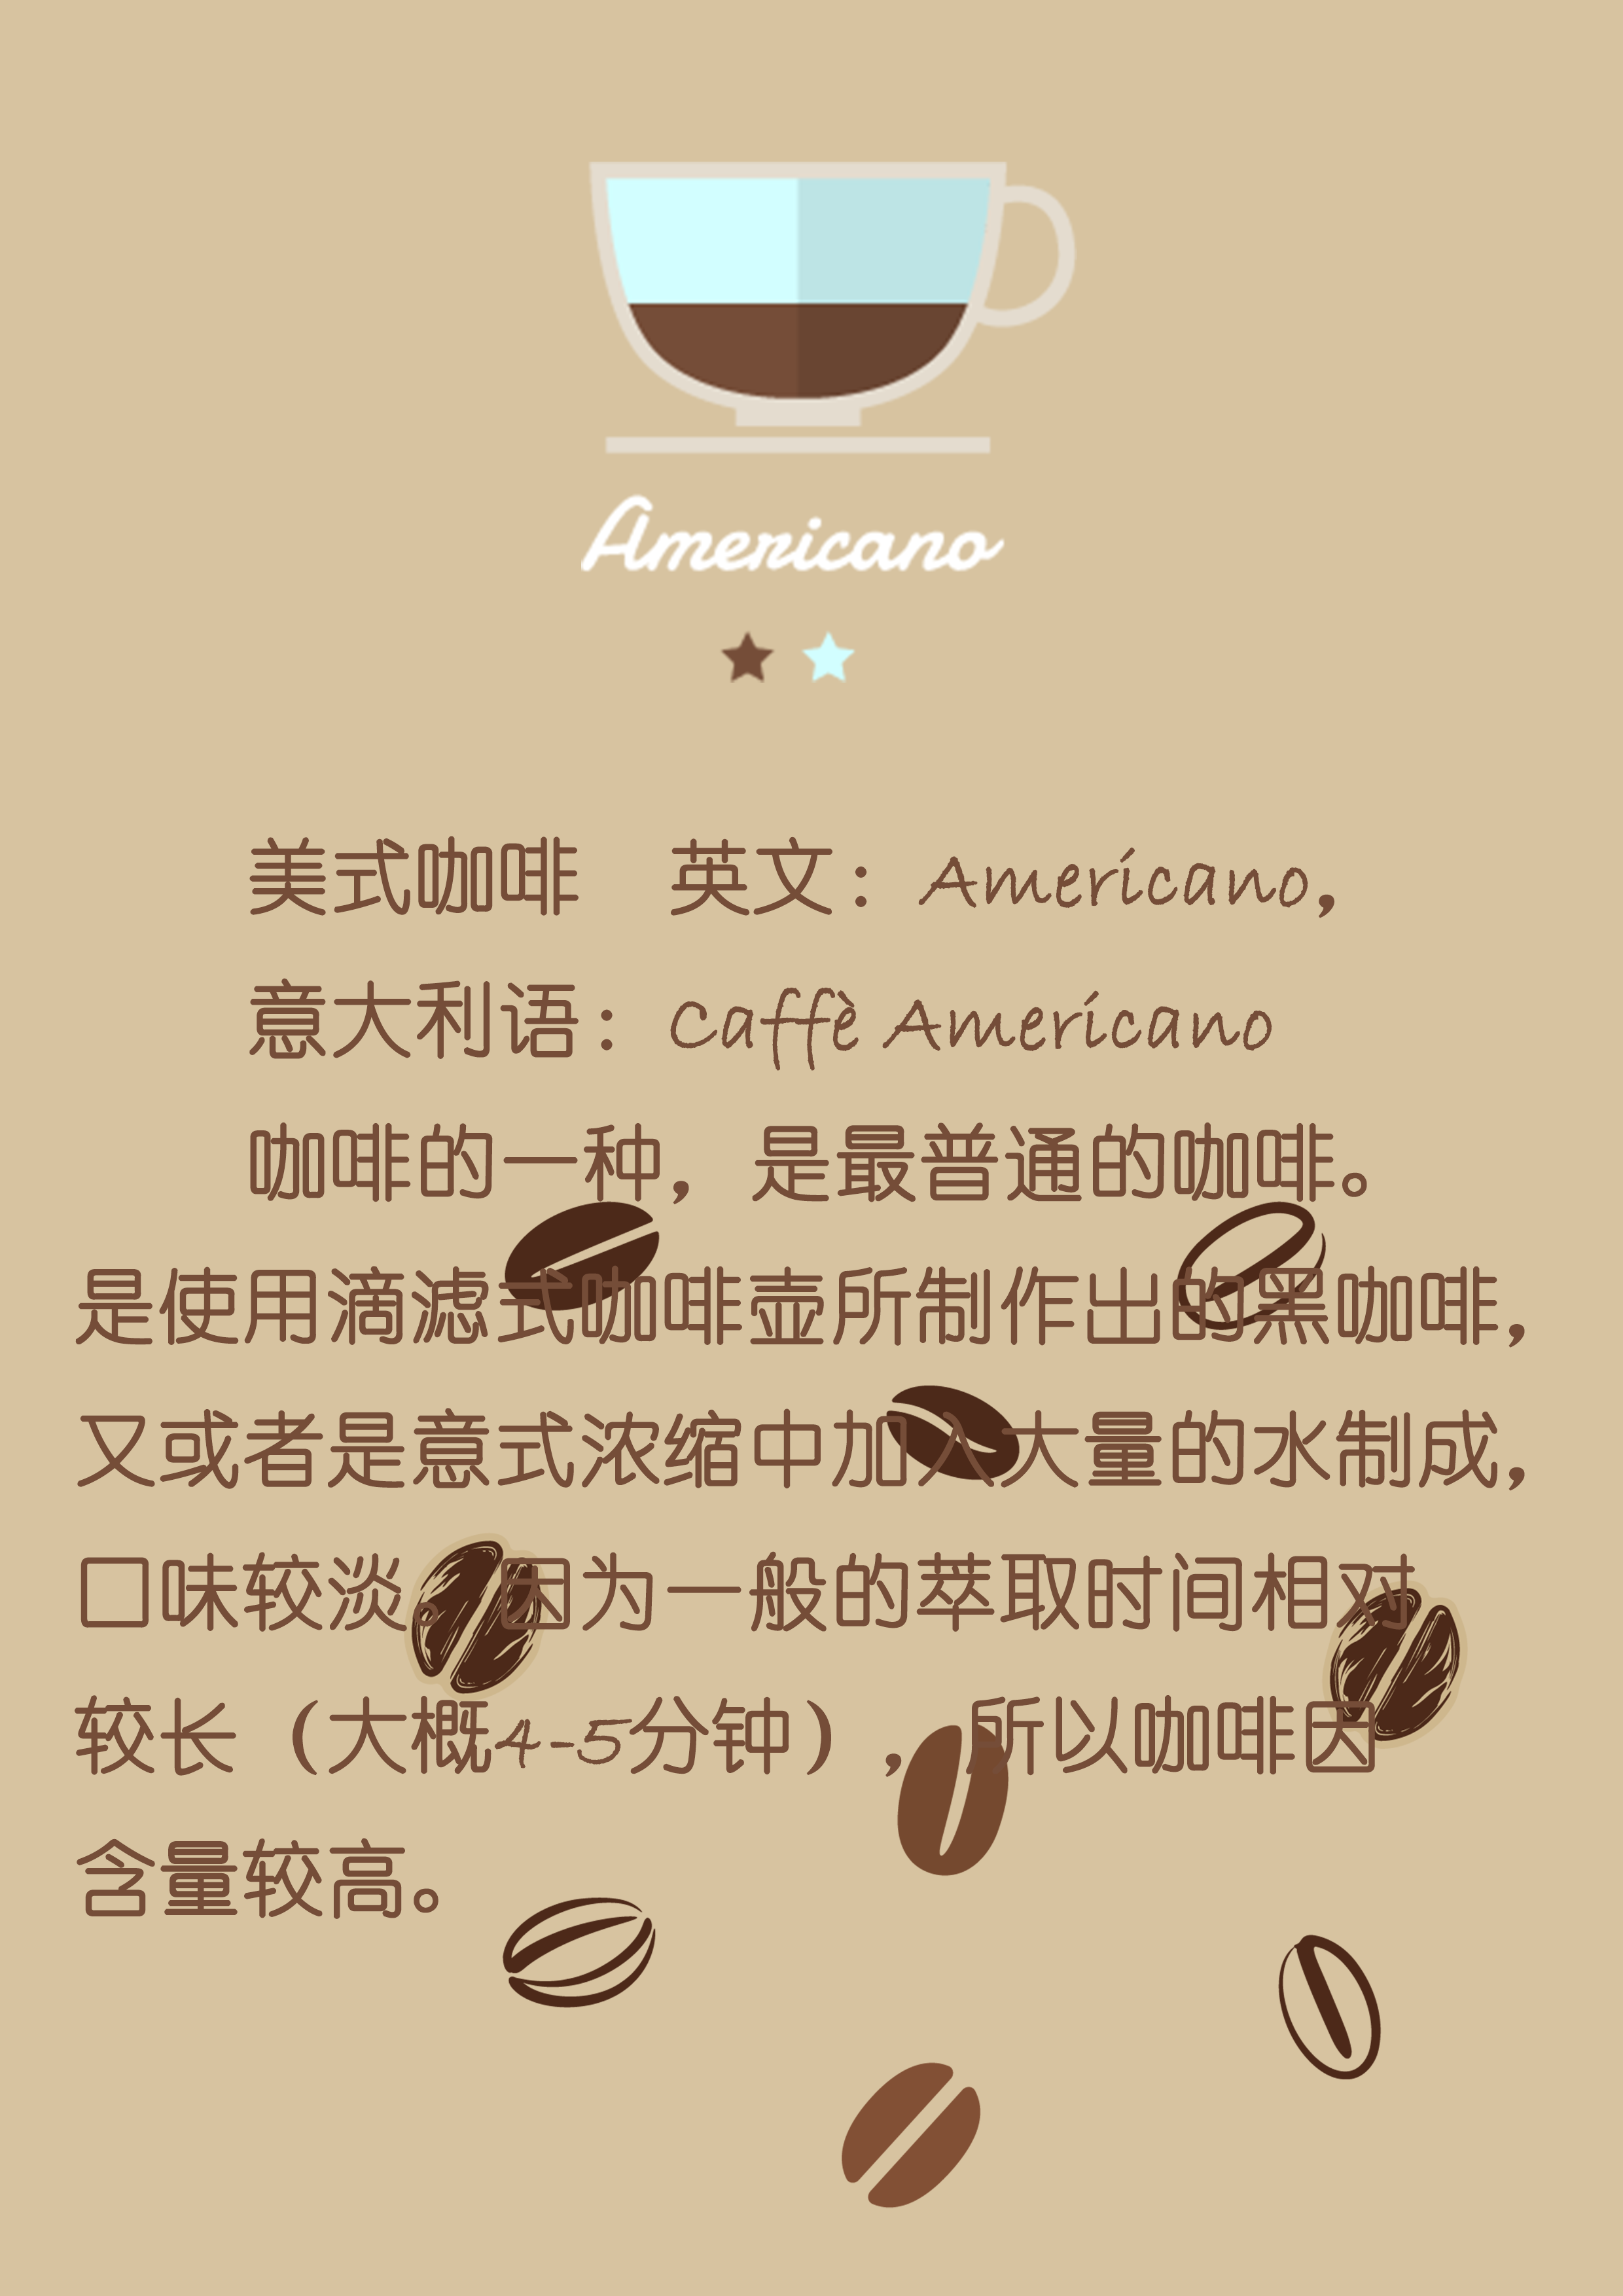 Americano
美式咖啡 英文：Americano，
意大利语：Caffè Americano
咖啡的一种，是最普通的咖啡。
是使用滴滤式咖啡壶所制作出的黑咖啡，
又或者是意式浓缩中加入大量的水制成，
口味较淡。因为一般的萃取时间相对
较长（大概4-5分钟），所以咖啡因
含量较高。